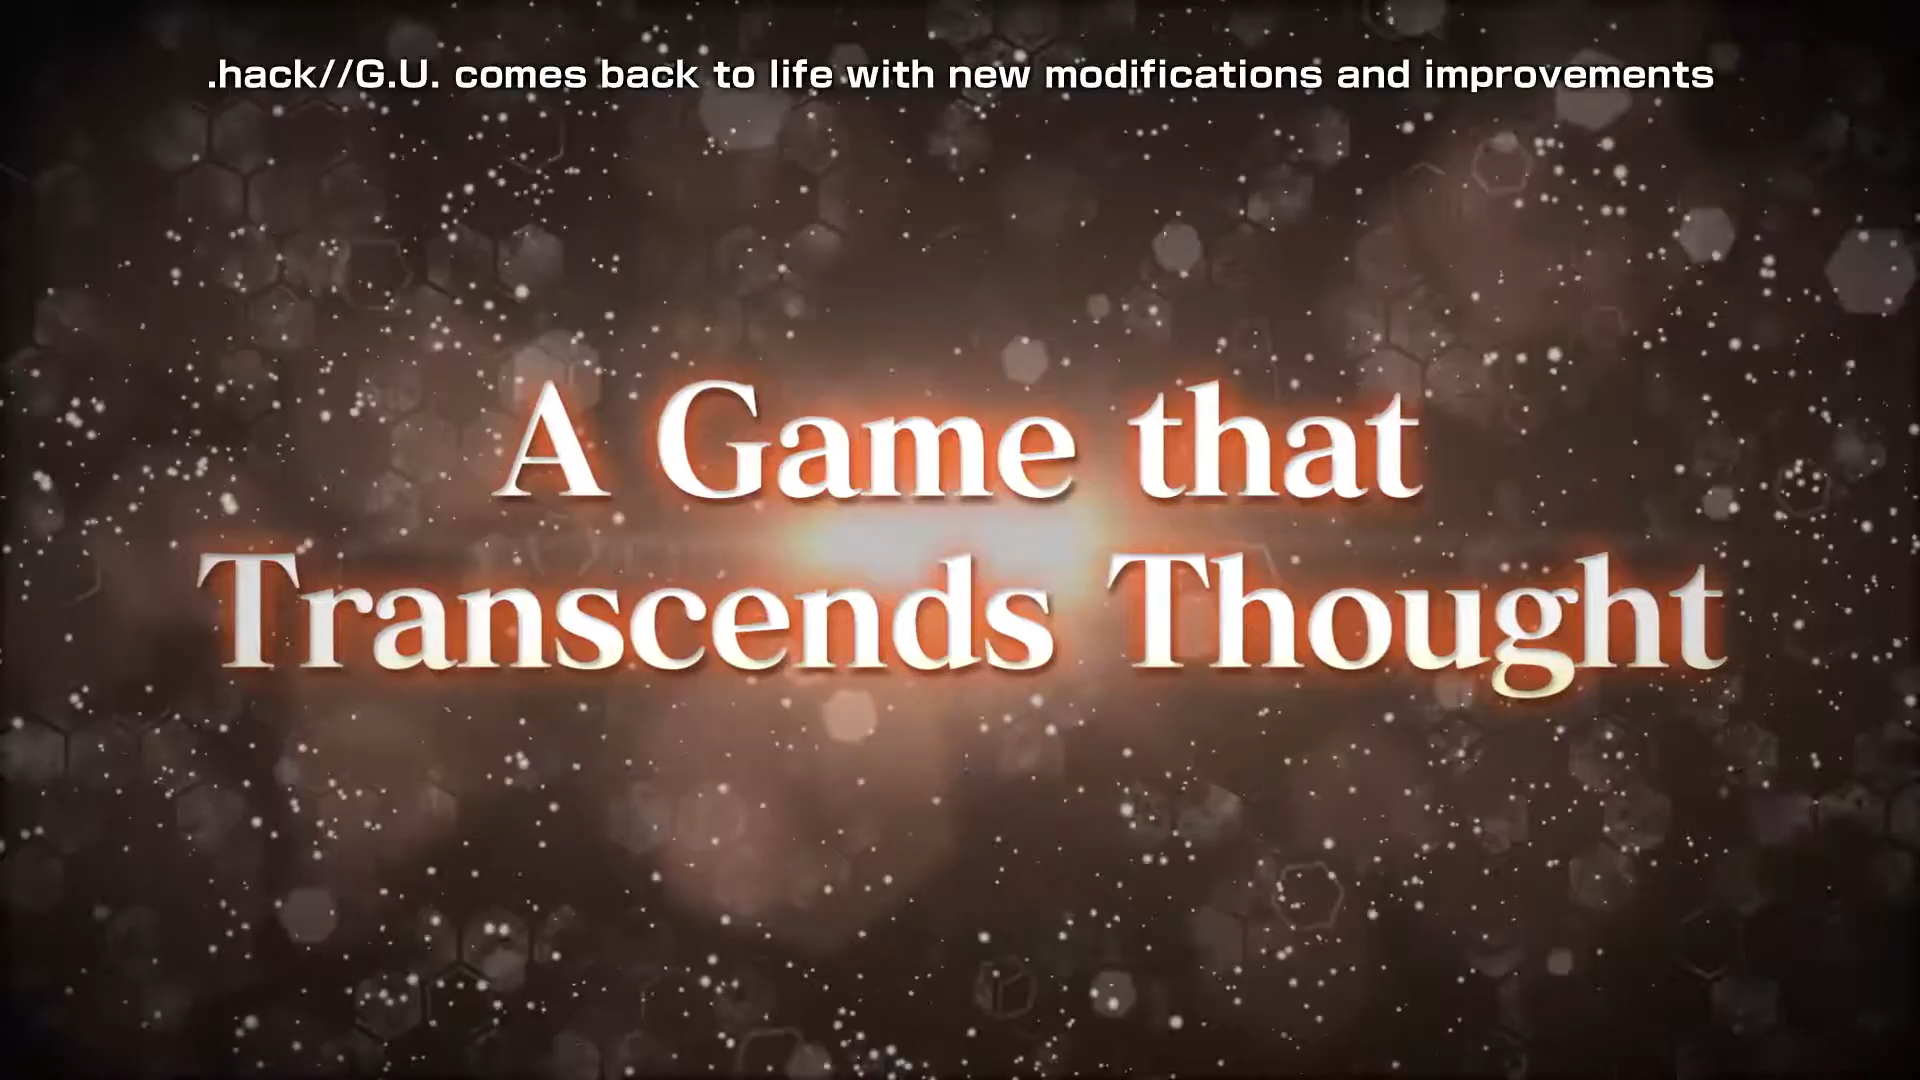 .hack//G.U. comes back to life with new modifications and improvements
A Game that
Transcends Thought